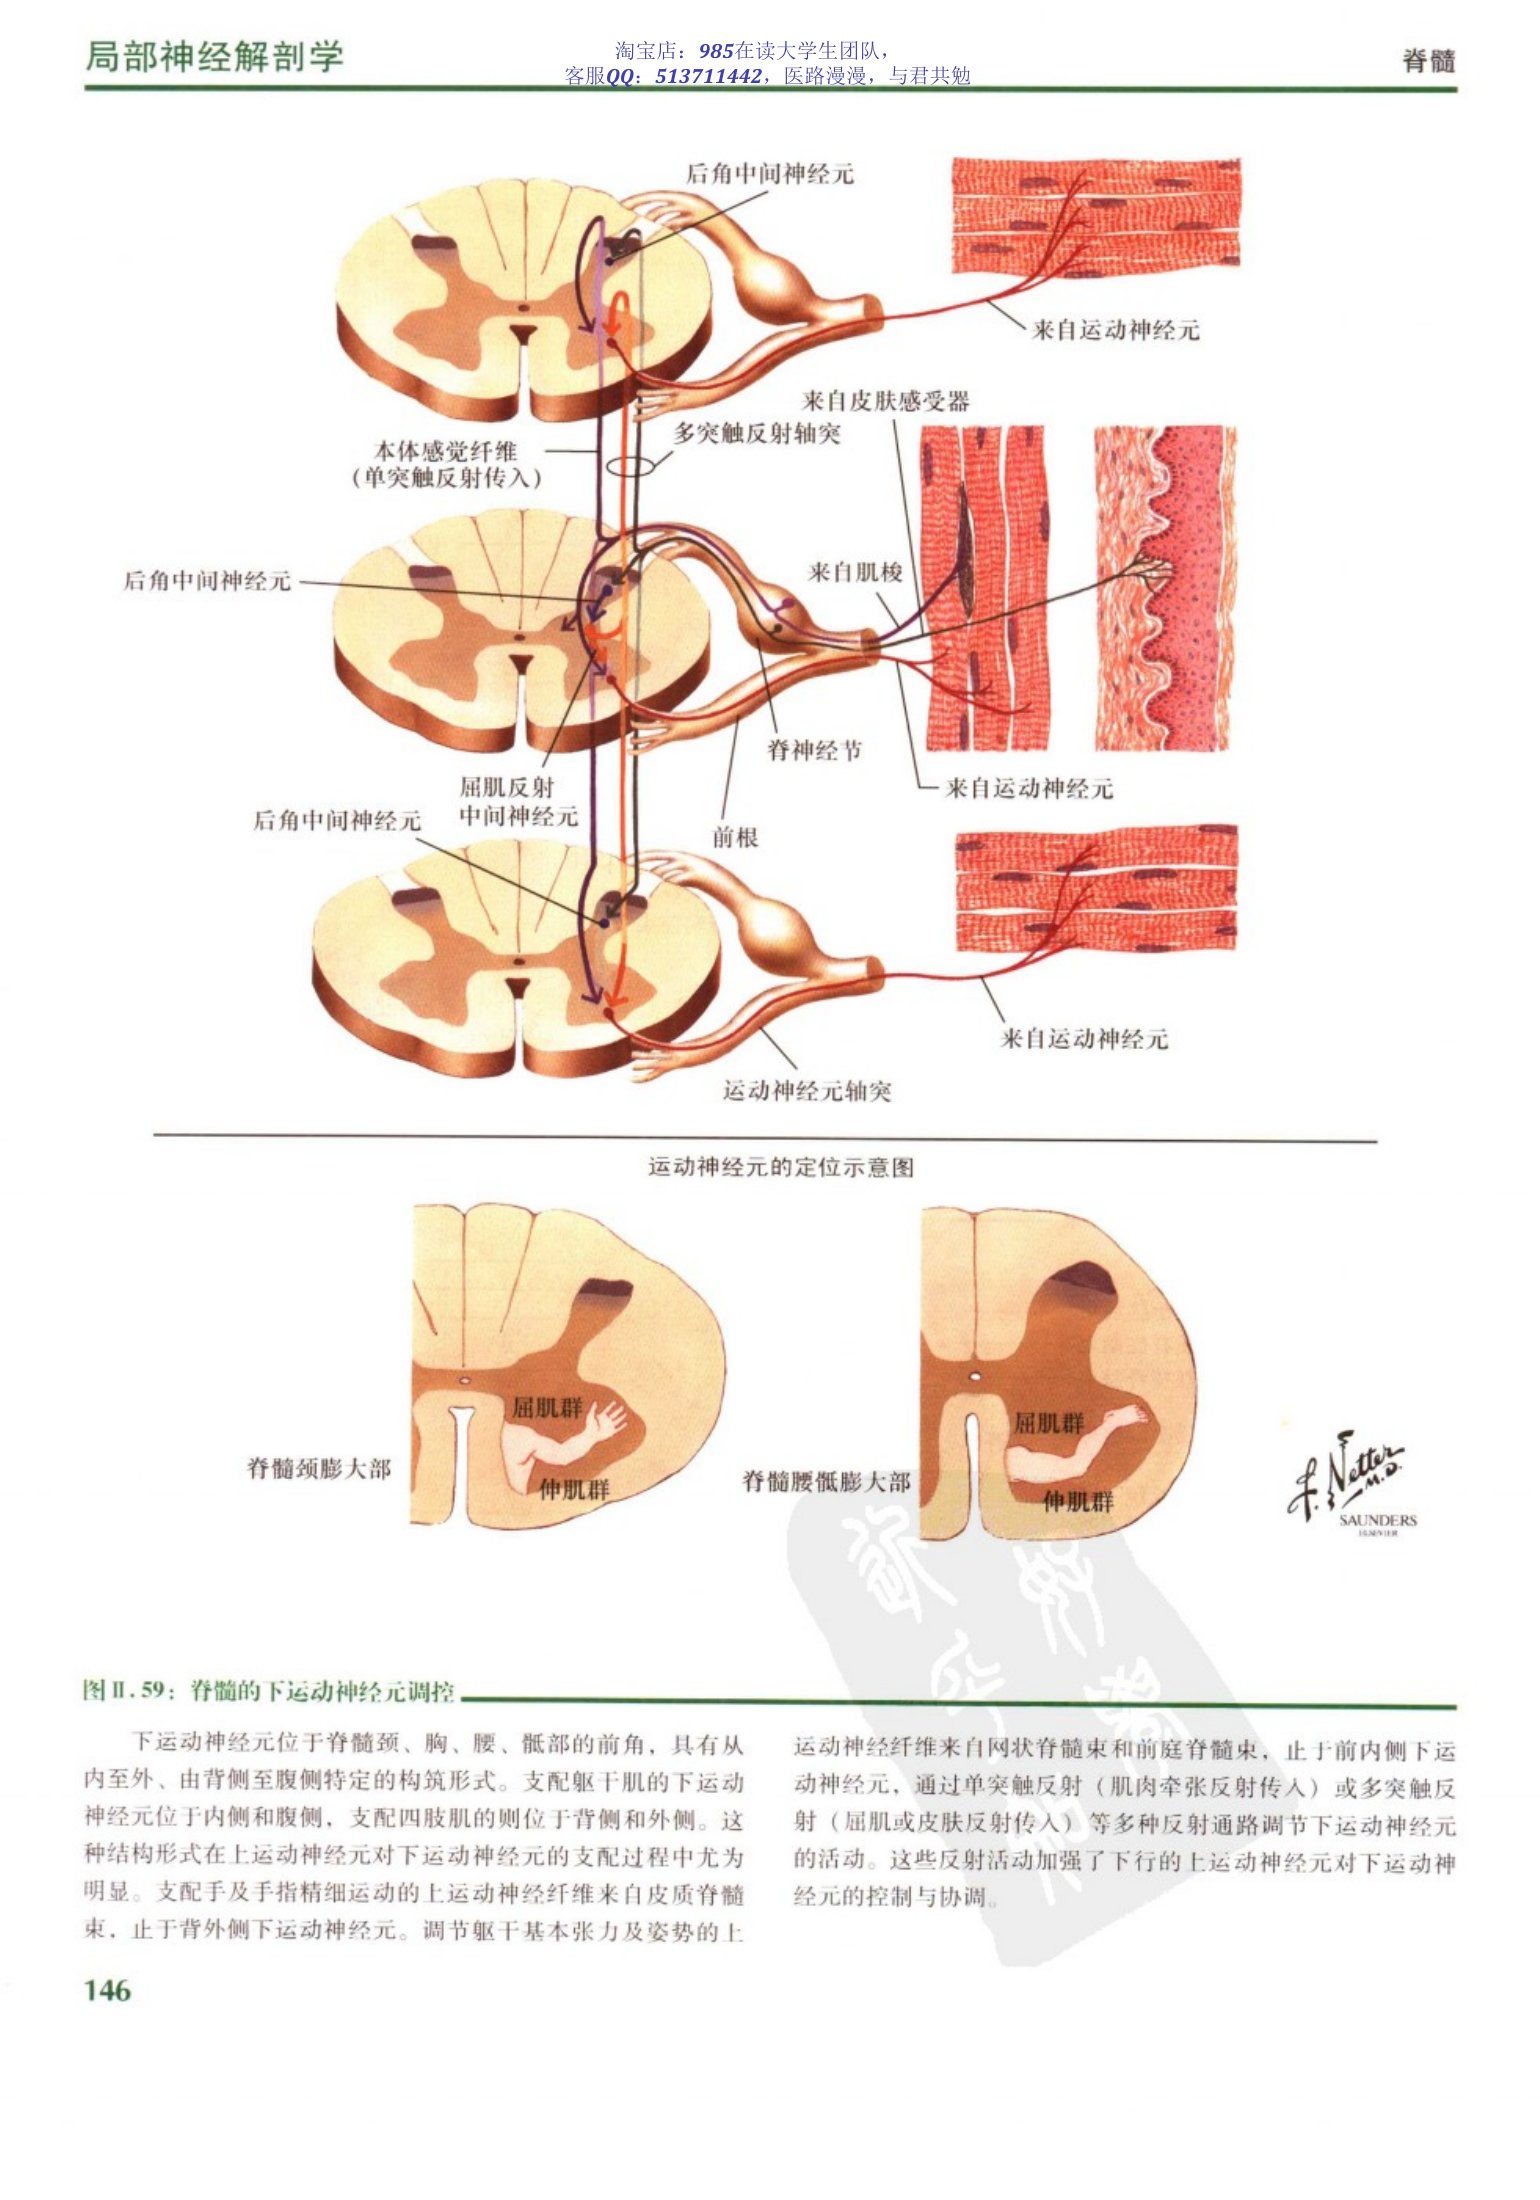 局部神经解剖学
淘宝店：985在读大学生团队，
客服QQ：513711442，医路漫漫，与君共勉
脊髓
后角中间神经元
来自运动神经元
来自皮肤感受器
多突触反射轴突
本体感觉纤维
(单突触反射传入)
后角中间神经元
来自肌梭
脊神经节
屈肌反射
中间神经元
来自运动神经元
后角中间神经元
前根
来自运动神经元
运动神经元轴突
运动神经元的定位示意图
屈肌群
屈肌群
脊髓颈膨大部
脊髓腰骶膨大部
伸肌群
伸肌群
F. Netter
M.D.
SAUNDERS
ELSEVIER
图Ⅱ.59：脊髓的下运动神经元调控
下运动神经元位于脊髓颈、胸、腰、骶部的前角，具有从
内至外、由背侧至腹侧特定的构筑形式。支配躯干肌的下运动
神经元位于内侧和腹侧，支配四肢肌的则位于背侧和外侧。这
种结构形式在上运动神经元对下运动神经元的支配过程中尤为
明显。支配手及手指精细运动的上运动神经纤维来自皮质脊髓
束，止于背外侧下运动神经元。调节躯干基本张力及姿势的上
运动神经纤维来自网状脊髓束和前庭脊髓束，止于前内侧下运
动神经元，通过单突触反射（肌肉牵张反射传入）或多突触反
射（屈肌或皮肤反射传入）等多种反射通路调节下运动神经元
的活动。这些反射活动加强了下行的上运动神经元对下运动神
经元的控制与协调。
146